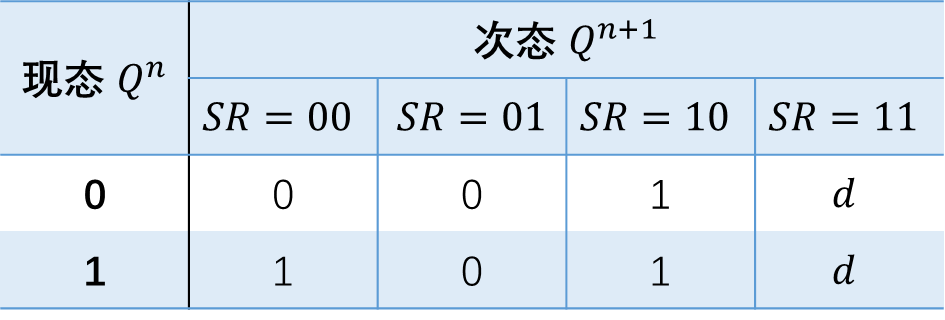 现态 Qⁿ 次态 Qⁿ⁺¹
SR = 00 SR = 01 SR = 10 SR = 11
0 0 0 1 d
1 1 0 1 d